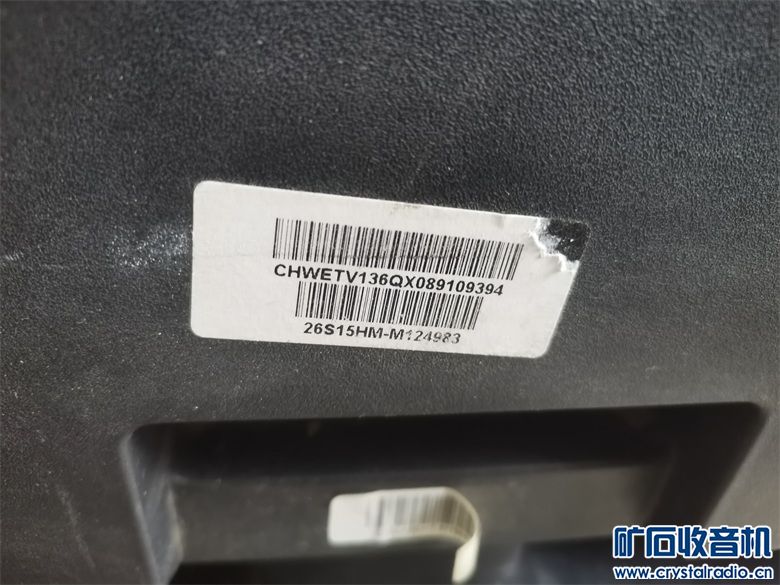 CHWETV136QX089109394
26S15HM-M124983
矿石收音机
www.crystalradio.cn